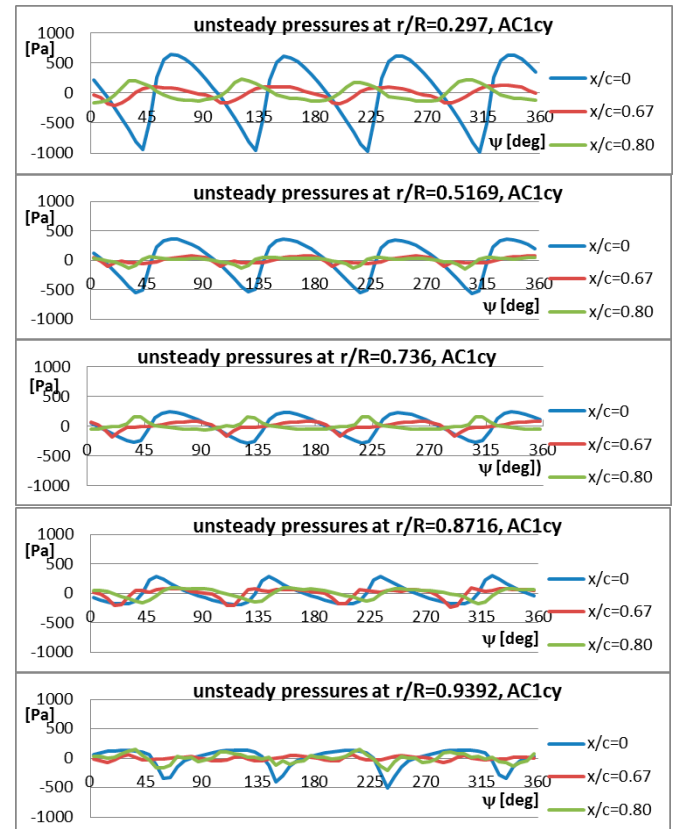 unsteady pressures at r/R=0.297, AC1cy
[Pa]
1000
500
0
-500
-1000
0 45 90 135 180 225 270 315 360
ψ [deg]
x/c=0
x/c=0.67
x/c=0.80
unsteady pressures at r/R=0.5169, AC1cy
[Pa]
1000
500
0
-500
-1000
0 45 90 135 180 225 270 315 360
ψ [deg]
x/c=0
x/c=0.67
x/c=0.80
unsteady pressures at r/R=0.736, AC1cy
[Pa]
1000
500
0
-500
-1000
0 45 90 135 180 225 270 315 360
ψ [deg])
x/c=0
x/c=0.67
x/c=0.80
unsteady pressures at r/R=0.8716, AC1cy
[Pa]
1000
500
0
-500
-1000
0 45 90 135 180 225 270 315 360
ψ [deg]
x/c=0
x/c=0.67
x/c=0.80
unsteady pressures at r/R=0.9392, AC1cy
[Pa]
1000
500
0
-500
-1000
0 45 90 135 180 225 270 315 360
ψ [deg]
x/c=0
x/c=0.67
x/c=0.80